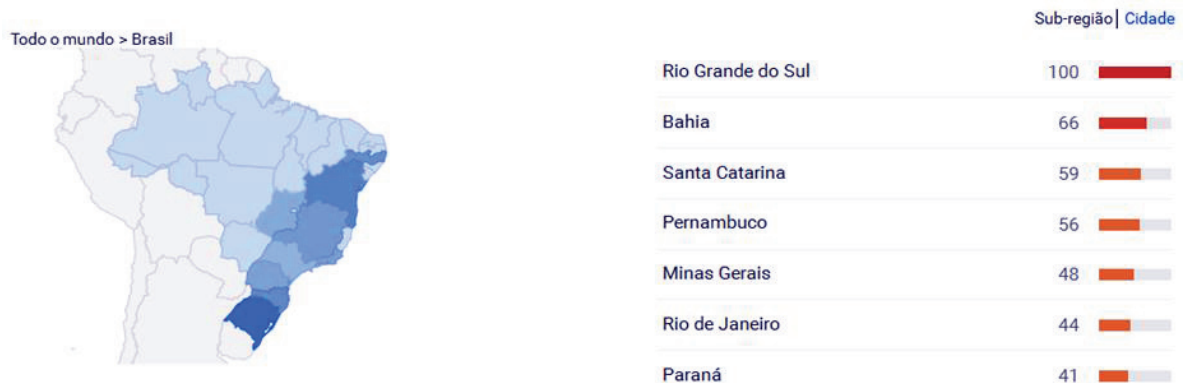 Sub-região| Cidade
Todo o mundo > Brasil
Rio Grande do Sul 100
Bahia 66
Santa Catarina 59
Pernambuco 56
Minas Gerais 48
Rio de Janeiro 44
Paraná 41